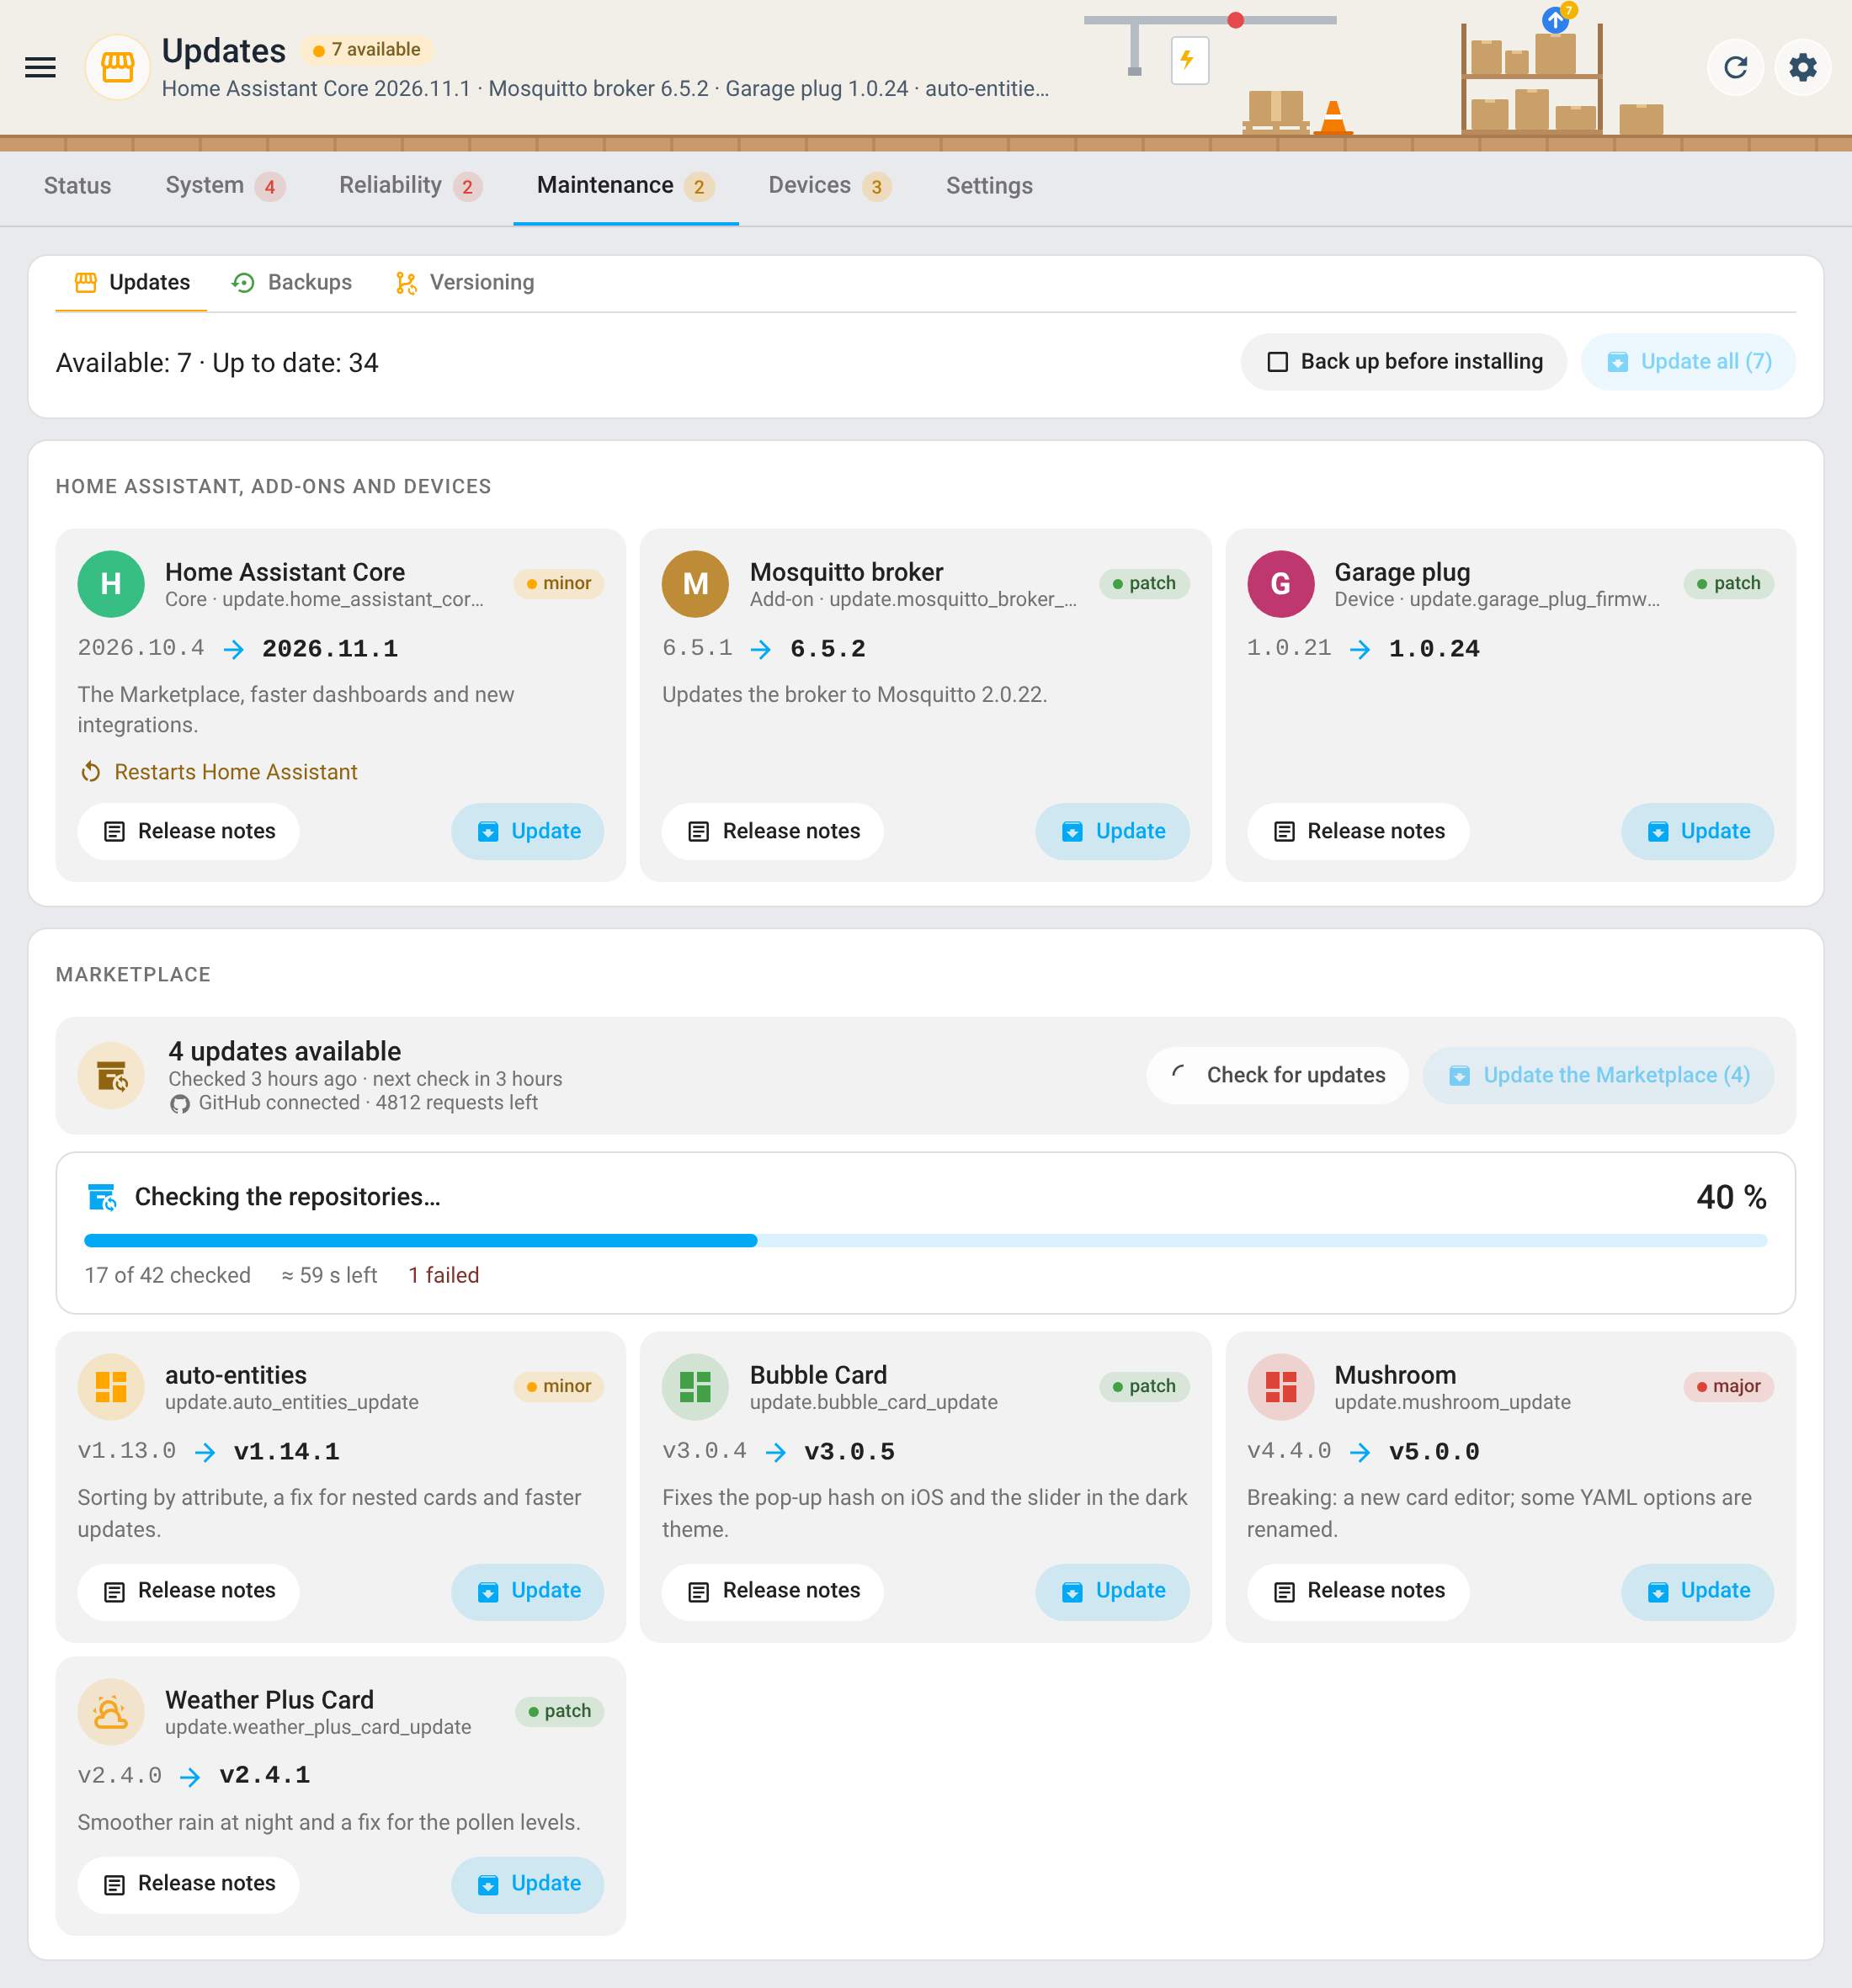 Updates
7 available
Home Assistant Core 2026.11.1 · Mosquitto broker 6.5.2 · Garage plug 1.0.24 · auto-entitie…
7
Status
System 4
Reliability 2
Maintenance 2
Devices 3
Settings
Updates
Backups
Versioning
Available: 7 · Up to date: 34
Back up before installing
Update all (7)
HOME ASSISTANT, ADD-ONS AND DEVICES
H
Home Assistant Core
Core · update.home_assistant_cor…
minor
2026.10.4 → 2026.11.1
The Marketplace, faster dashboards and new
integrations.
Restarts Home Assistant
Release notes
Update
M
Mosquitto broker
Add-on · update.mosquitto_broker_…
patch
6.5.1 → 6.5.2
Updates the broker to Mosquitto 2.0.22.
Release notes
Update
G
Garage plug
Device · update.garage_plug_firmw…
patch
1.0.21 → 1.0.24
Release notes
Update
MARKETPLACE
4 updates available
Checked 3 hours ago · next check in 3 hours
GitHub connected · 4812 requests left
Check for updates
Update the Marketplace (4)
Checking the repositories…
40 %
17 of 42 checked
≈ 59 s left
1 failed
auto-entities
update.auto_entities_update
minor
v1.13.0 → v1.14.1
Sorting by attribute, a fix for nested cards and faster
updates.
Release notes
Update
Bubble Card
update.bubble_card_update
patch
v3.0.4 → v3.0.5
Fixes the pop-up hash on iOS and the slider in the dark
theme.
Release notes
Update
Mushroom
update.mushroom_update
major
v4.4.0 → v5.0.0
Breaking: a new card editor; some YAML options are
renamed.
Release notes
Update
Weather Plus Card
update.weather_plus_card_update
patch
v2.4.0 → v2.4.1
Smoother rain at night and a fix for the pollen levels.
Release notes
Update